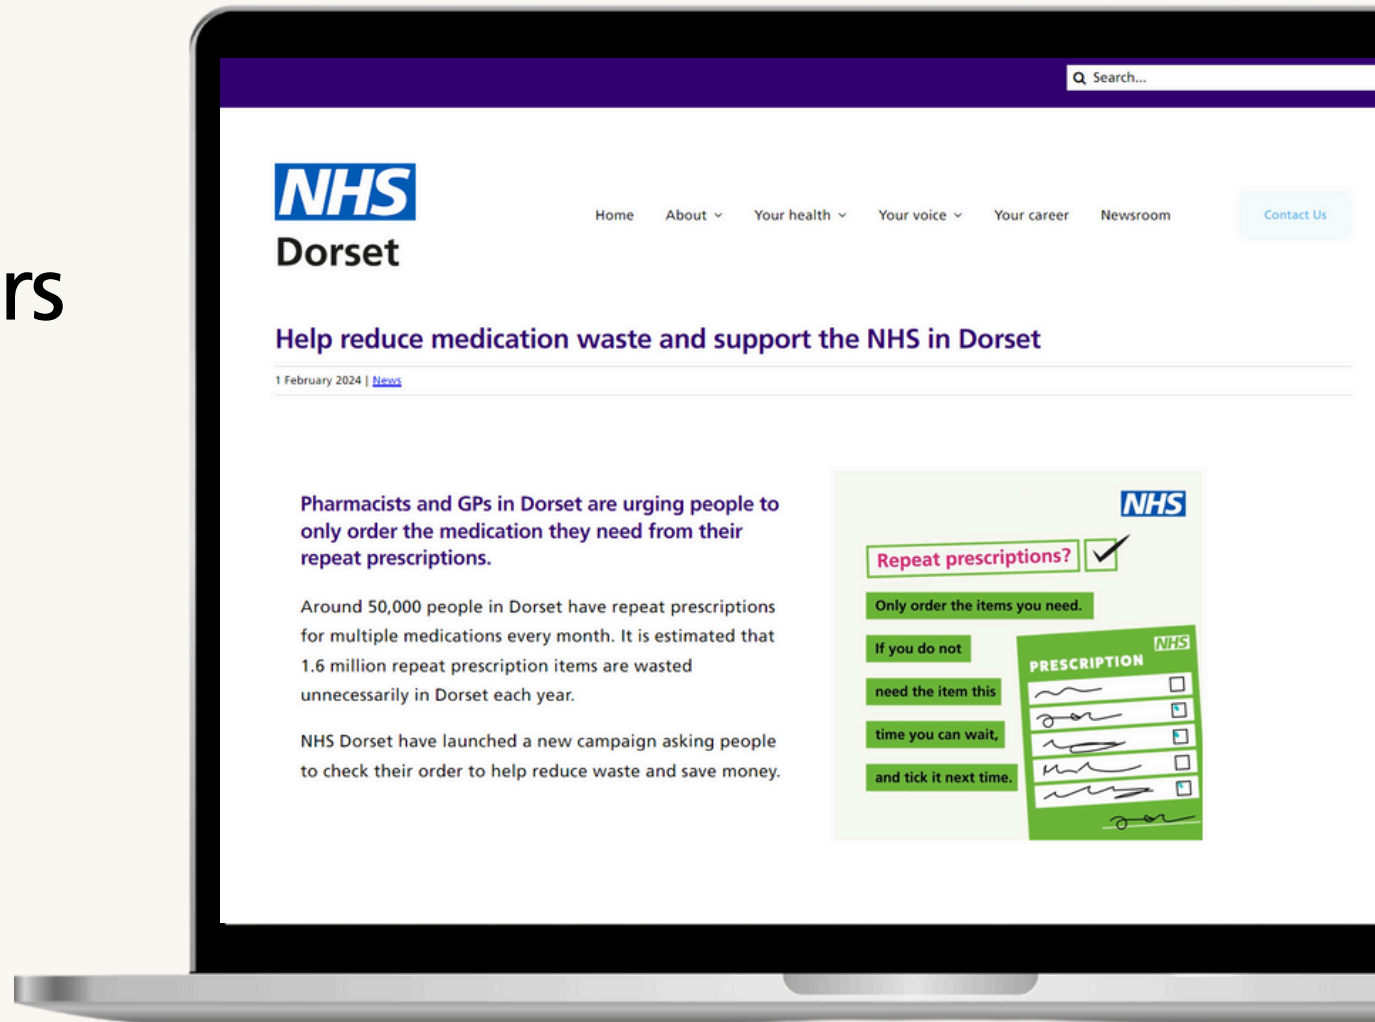 rs
Search...
NHS
Dorset
Home About Your health Your voice Your career Newsroom Contact Us
Help reduce medication waste and support the NHS in Dorset
1 February 2024 | News
Pharmacists and GPs in Dorset are urging people to
only order the medication they need from their
repeat prescriptions.
Around 50,000 people in Dorset have repeat prescriptions
for multiple medications every month. It is estimated that
1.6 million repeat prescription items are wasted
unnecessarily in Dorset each year.
NHS Dorset have launched a new campaign asking people
to check their order to help reduce waste and save money.
NHS
Repeat prescriptions?
Only order the items you need.
If you do not
need the item this
time you can wait,
and tick it next time.
NHS
PRESCRIPTION